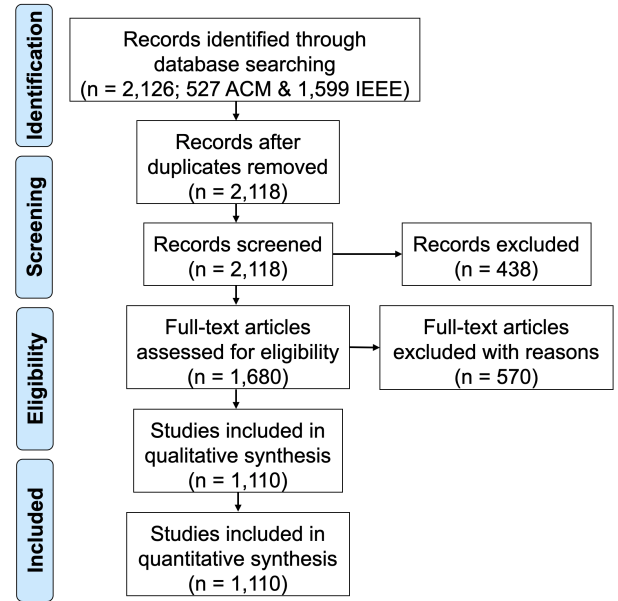 Identification
Records identified through
database searching
(n = 2,126; 527 ACM & 1,599 IEEE)
Records after
duplicates removed
(n = 2,118)
Screening
Records screened
(n = 2,118)
Records excluded
(n = 438)
Eligibility
Full-text articles
assessed for eligibility
(n = 1,680)
Full-text articles
excluded with reasons
(n = 570)
Studies included in
qualitative synthesis
(n = 1,110)
Included
Studies included in
quantitative synthesis
(n = 1,110)